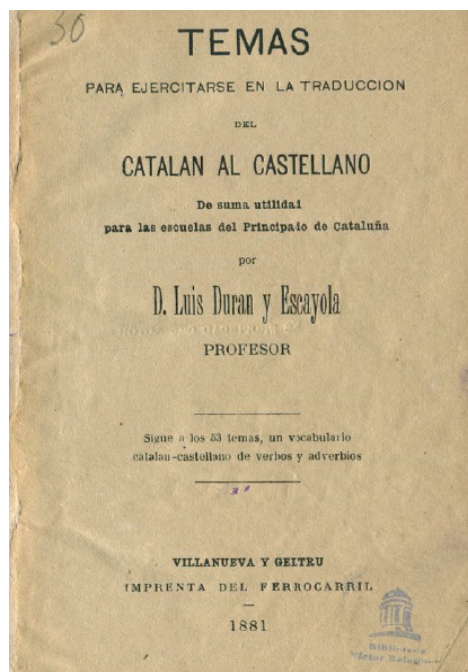 30
TEMAS
PARA EJERCITARSE EN LA TRADUCCION
DEL
CATALAN AL CASTELLANO
De suma utilidad
para las escuelas del Principado de Cataluña
por
D. Luis Duran y Escayola
PROFESOR
Sigue a los 53 temas, un vocabulario
catalan-castellano de verbos y adverbios
VILLANUEVA Y GELTRU
IMPRENTA DEL FERROCARRIL
1881
Biblioteca